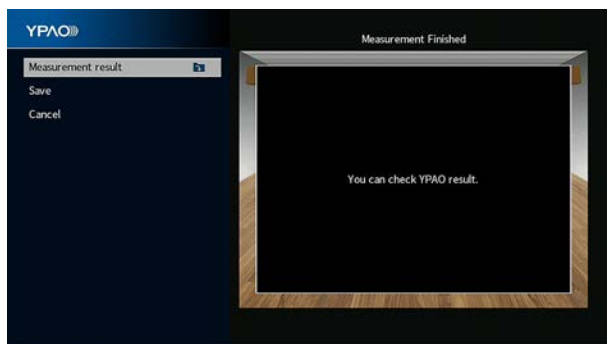 YPAO
Measurement Finished
Measurement result
Save
Cancel
You can check YPAO result.